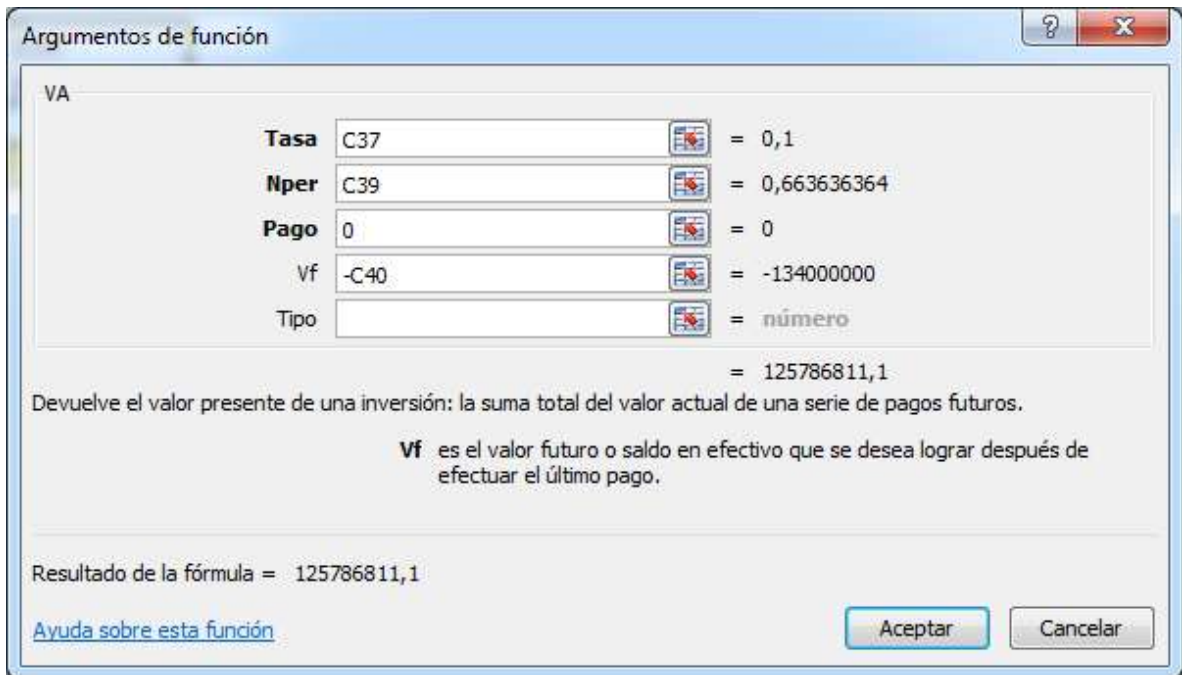 Argumentos de función
VA
Tasa C37 = 0,1
Nper C39 = 0,663636364
Pago 0 = 0
Vf -C40 = -134000000
Tipo = número
= 125786811,1
Devuelve el valor presente de una inversión: la suma total del valor actual de una serie de pagos futuros.
Vf es el valor futuro o saldo en efectivo que se desea lograr después de
efectuar el último pago.
Resultado de la fórmula = 125786811,1
Ayuda sobre esta función Aceptar Cancelar